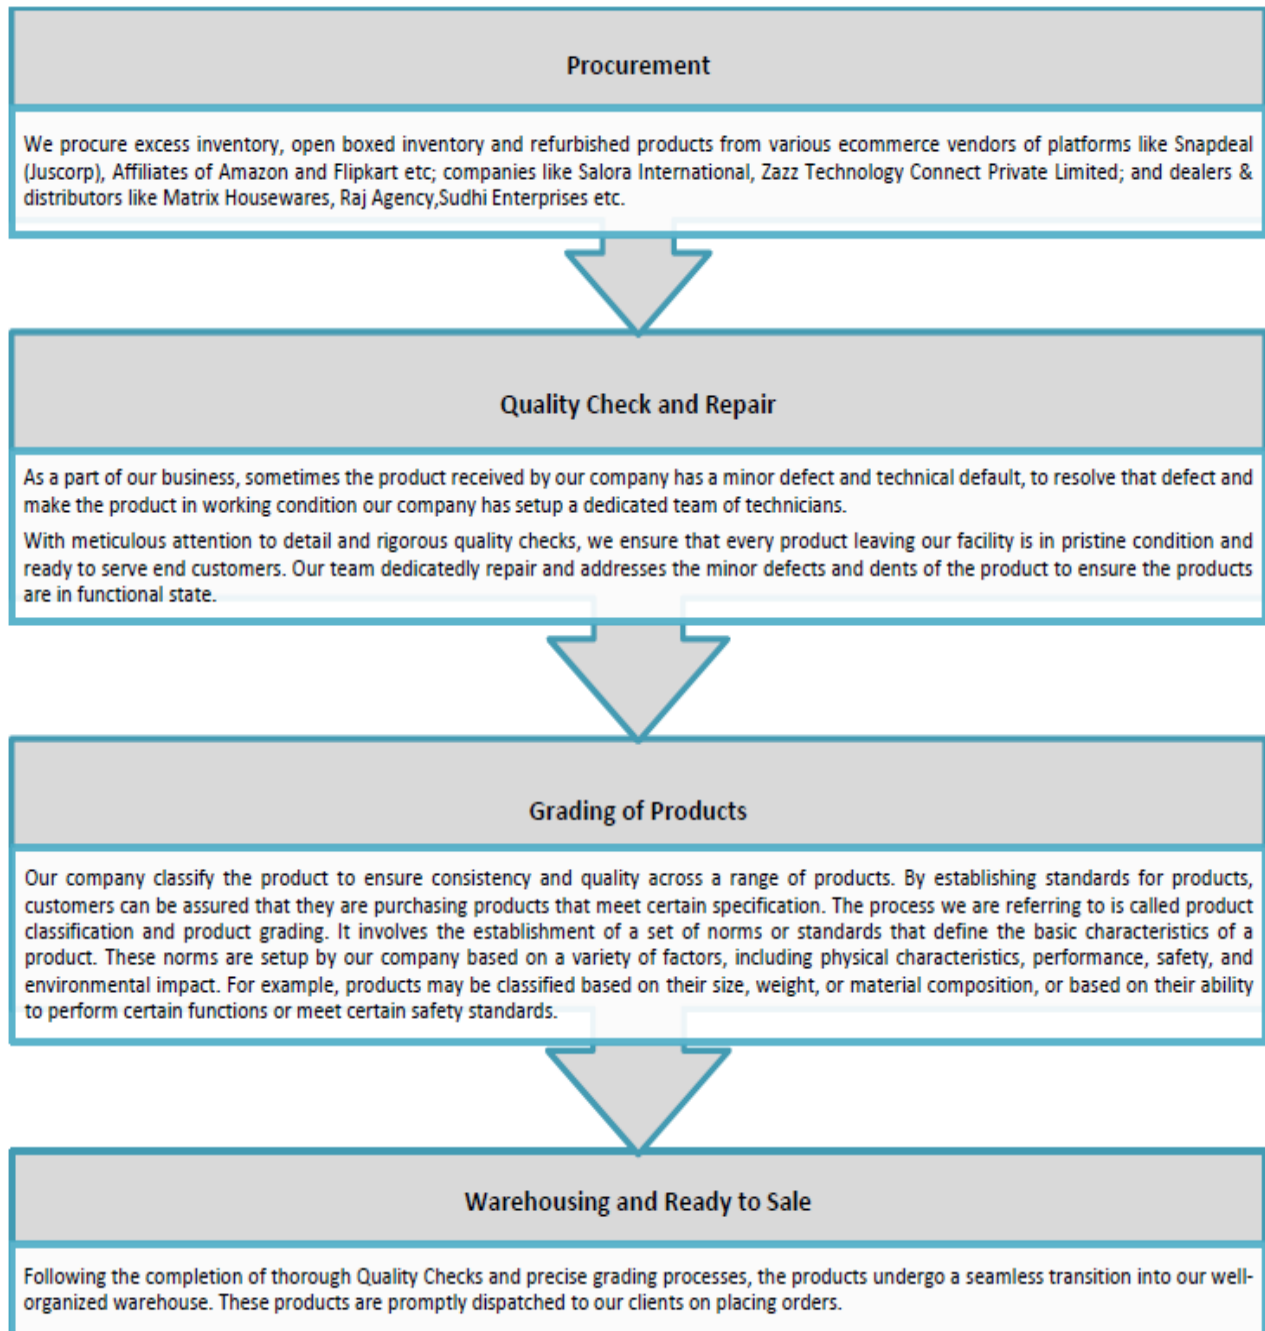 Procurement
We procure excess inventory, open boxed inventory and refurbished products from various ecommerce vendors of platforms like Snapdeal
(Juscorp), Affiliates of Amazon and Flipkart etc; companies like Salora International, Zazz Technology Connect Private Limited; and dealers &
distributors like Matrix Housewares, Raj Agency,Sudhi Enterprises etc.
Quality Check and Repair
As a part of our business, sometimes the product received by our company has a minor defect and technical default, to resolve that defect and
make the product in working condition our company has setup a dedicated team of technicians.
With meticulous attention to detail and rigorous quality checks, we ensure that every product leaving our facility is in pristine condition and
ready to serve end customers. Our team dedicatedly repair and addresses the minor defects and dents of the product to ensure the products
are in functional state.
Grading of Products
Our company classify the product to ensure consistency and quality across a range of products. By establishing standards for products,
customers can be assured that they are purchasing products that meet certain specification. The process we are referring to is called product
classification and product grading. It involves the establishment of a set of norms or standards that define the basic characteristics of a
product. These norms are setup by our company based on a variety of factors, including physical characteristics, performance, safety, and
environmental impact. For example, products may be classified based on their size, weight, or material composition, or based on their ability
to perform certain functions or meet certain safety standards.
Warehousing and Ready to Sale
Following the completion of thorough Quality Checks and precise grading processes, the products undergo a seamless transition into our well-
organized warehouse. These products are promptly dispatched to our clients on placing orders.